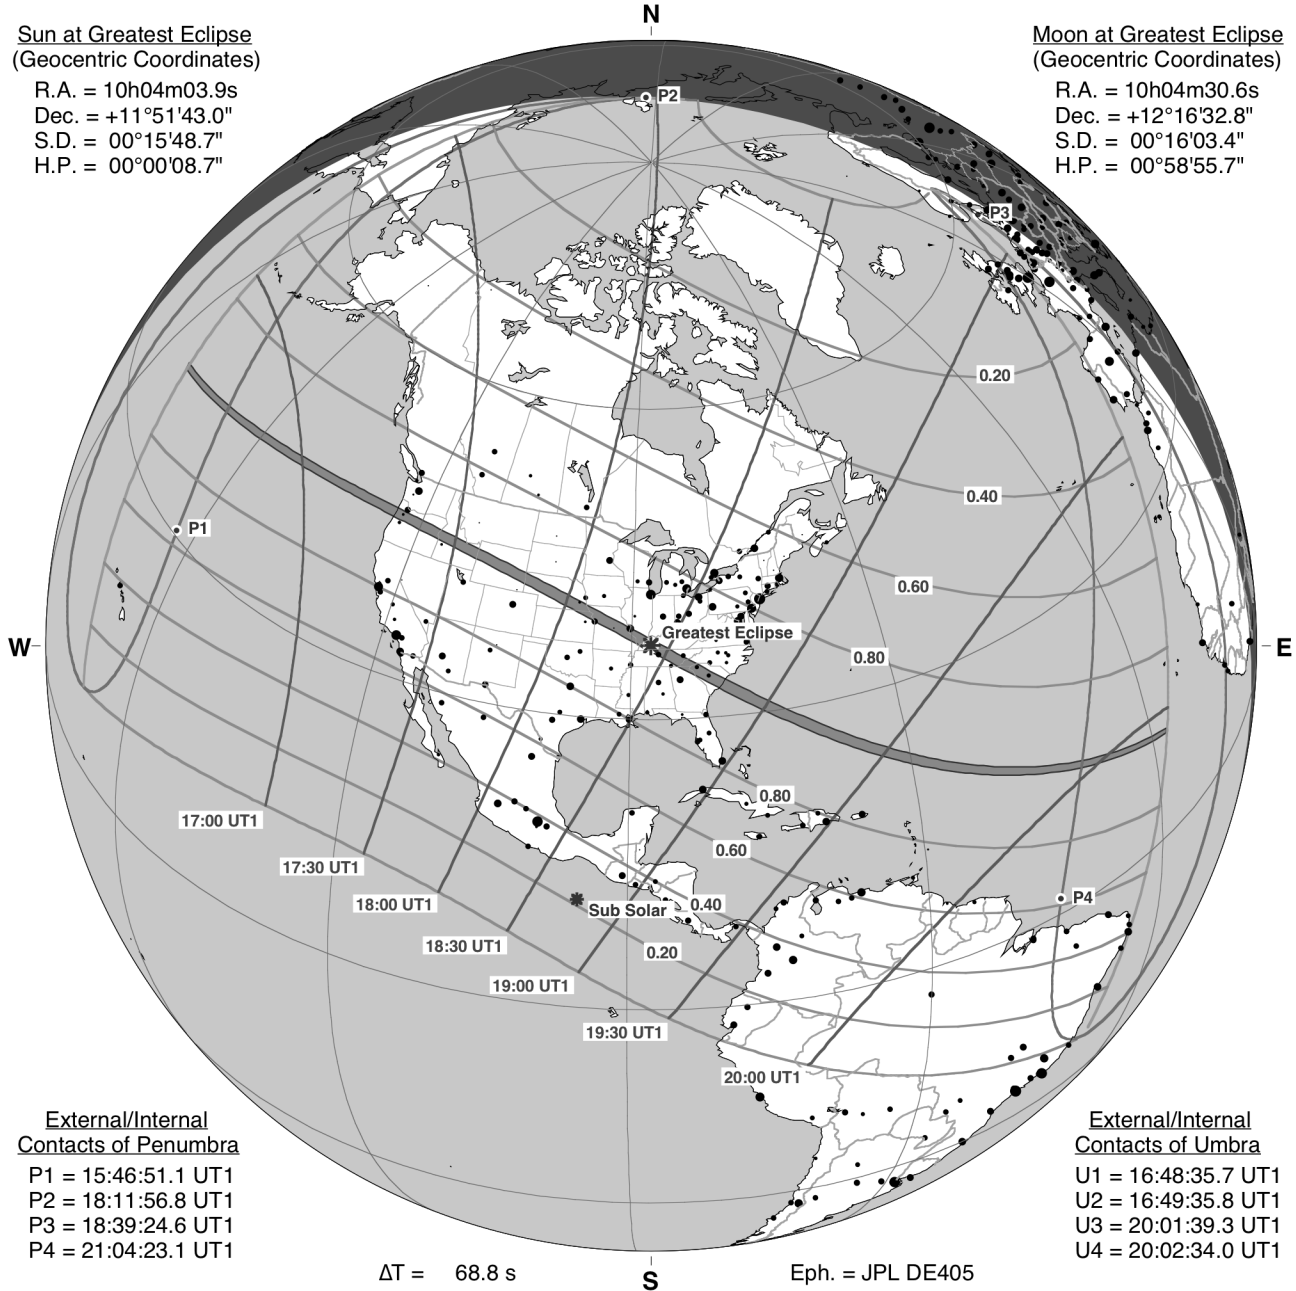 N
Sun at Greatest Eclipse
(Geocentric Coordinates)
R.A. = 10h04m03.9s
Dec. = +11°51'43.0"
S.D. = 00°15'48.7"
H.P. = 00°00'08.7"
Moon at Greatest Eclipse
(Geocentric Coordinates)
R.A. = 10h04m30.6s
Dec. = +12°16'32.8"
S.D. = 00°16'03.4"
H.P. = 00°58'55.7"
P2
P3
0.20
0.40
P1
0.60
Greatest Eclipse
W
E
0.80
0.80
17:00 UT1
0.60
17:30 UT1
P4
18:00 UT1
0.40
Sub Solar
18:30 UT1
0.20
19:00 UT1
19:30 UT1
20:00 UT1
External/Internal
Contacts of Penumbra
P1 = 15:46:51.1 UT1
P2 = 18:11:56.8 UT1
P3 = 18:39:24.6 UT1
P4 = 21:04:23.1 UT1
External/Internal
Contacts of Umbra
U1 = 16:48:35.7 UT1
U2 = 16:49:35.8 UT1
U3 = 20:01:39.3 UT1
U4 = 20:02:34.0 UT1
ΔT = 68.8 s
S
Eph. = JPL DE405